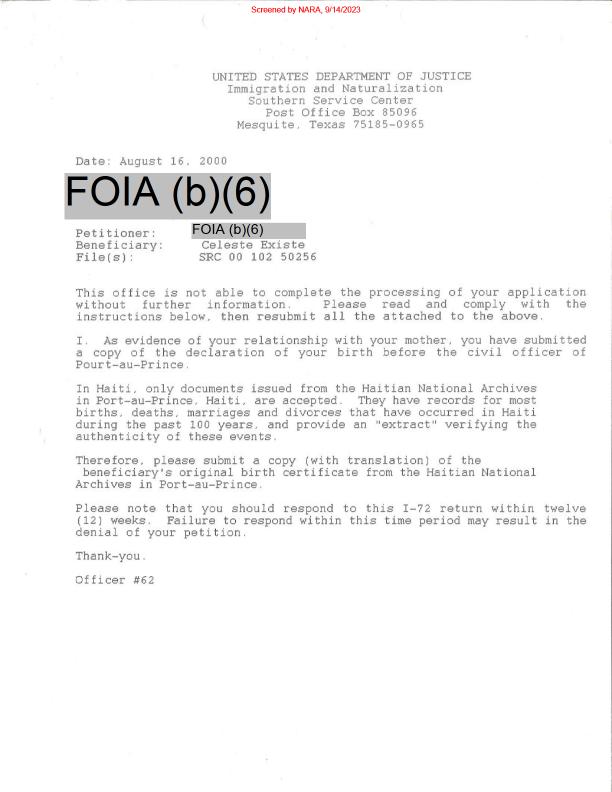 Screened by NARA, 9/14/2023
UNITED STATES DEPARTMENT OF JUSTICE
Immigration and Naturalization
Southern Service Center
Post Office Box 85096
Mesquite, Texas 75185-0965
Date: August 16, 2000
FOIA (b)(6)
Petitioner: FOIA (b)(6)
Beneficiary: Celeste Existe
File(s): SRC 00 102 50256
This office is not able to complete the processing of your application
without further information. Please read and comply with the
instructions below, then resubmit all the attached to the above.
I. As evidence of your relationship with your mother, you have submitted
a copy of the declaration of your birth before the civil officer of
Pourt-au-Prince.
In Haiti, only documents issued from the Haitian National Archives
in Port-au-Prince, Haiti, are accepted. They have records for most
births, deaths, marriages and divorces that have occurred in Haiti
during the past 100 years, and provide an "extract" verifying the
authenticity of these events.
Therefore, please submit a copy (with translation) of the
beneficiary's original birth certificate from the Haitian National
Archives in Port-au-Prince.
Please note that you should respond to this I-72 return within twelve
(12) weeks. Failure to respond within this time period may result in the
denial of your petition.
Thank-you.
Officer #62